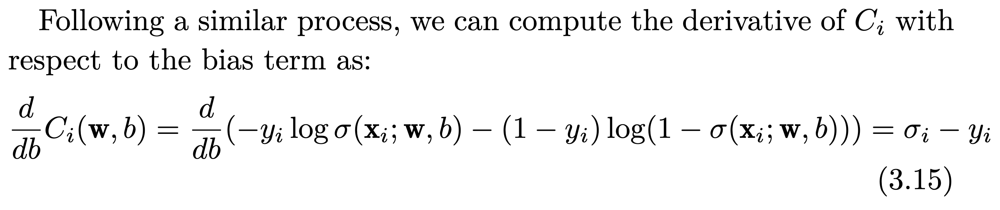 Following a similar process, we can compute the derivative of $C_i$ with
respect to the bias term as:
$\frac{d}{db}C_i(\mathbf{w}, b) = \frac{d}{db}(-y_i \log \sigma(\mathbf{x}_i; \mathbf{w}, b) - (1 - y_i) \log(1 - \sigma(\mathbf{x}_i; \mathbf{w}, b))) = \sigma_i - y_i$
(3.15)